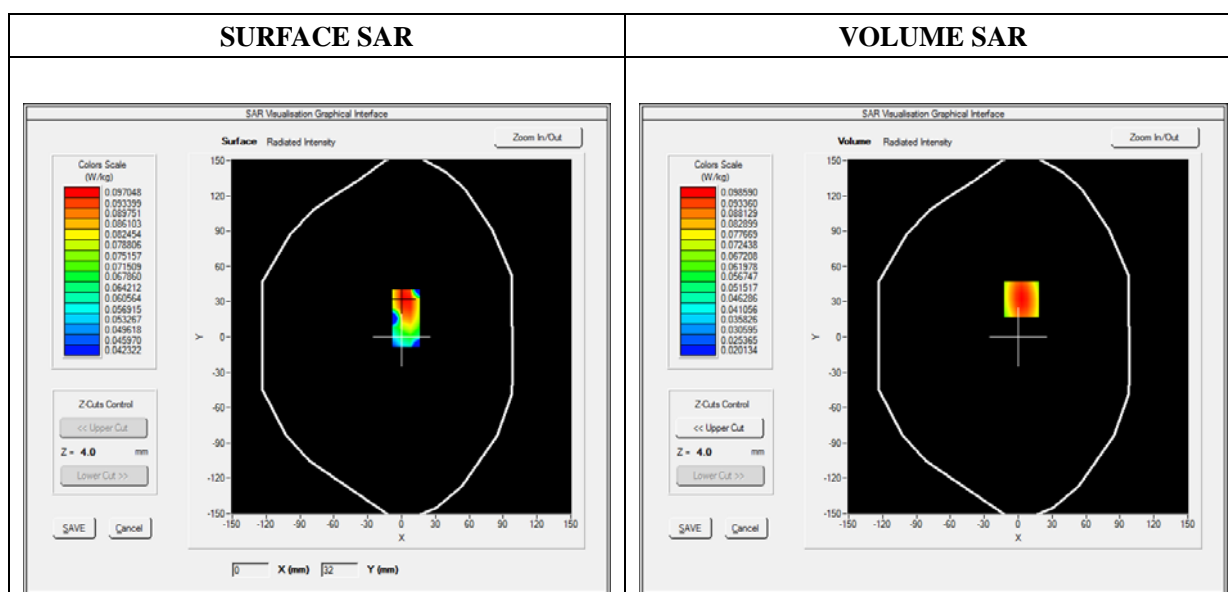 SURFACE SAR
VOLUME SAR
SAR Visualisation Graphical Interface
Surface Radiated Intensity
Zoom In/Out
Colors Scale
(W/kg)
0.097048
0.093399
0.089751
0.086103
0.082454
0.078806
0.075157
0.071509
0.067860
0.064212
0.060564
0.056915
0.053267
0.049618
0.045970
0.042322
Z-Cuts Control
<< Upper Cut
Z = 4.0 mm
Lower Cut >>
SAVE Cancel
150
120
90
60
30
0
-30
-60
-90
-120
-150
Y
-150 -120 -90 -60 -30 0 30 60 90 120 150
X
0 X (mm) 32 Y (mm)
SAR Visualisation Graphical Interface
Volume Radiated Intensity
Zoom In/Out
Colors Scale
(W/kg)
0.098590
0.093360
0.088129
0.082899
0.077669
0.072438
0.067208
0.061978
0.056747
0.051517
0.046286
0.041056
0.035826
0.030595
0.025365
0.020134
Z-Cuts Control
<< Upper Cut
Z = 4.0 mm
Lower Cut >>
SAVE Cancel
150
120
90
60
30
0
-30
-60
-90
-120
-150
Y
-150 -120 -90 -60 -30 0 30 60 90 120 150
X